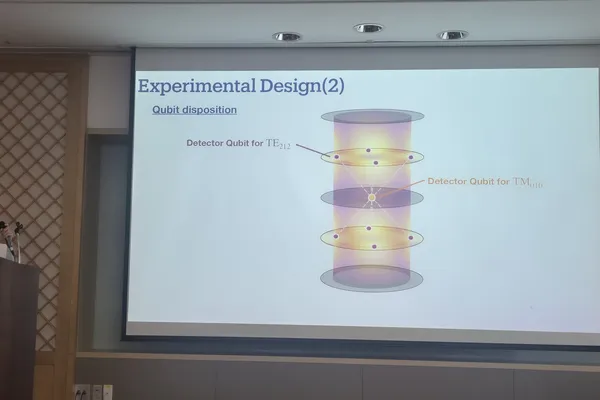 Experimental Design(2)
Qubit disposition
Detector Qubit for TE₂₁₂
Detector Qubit for TM₀₁₀